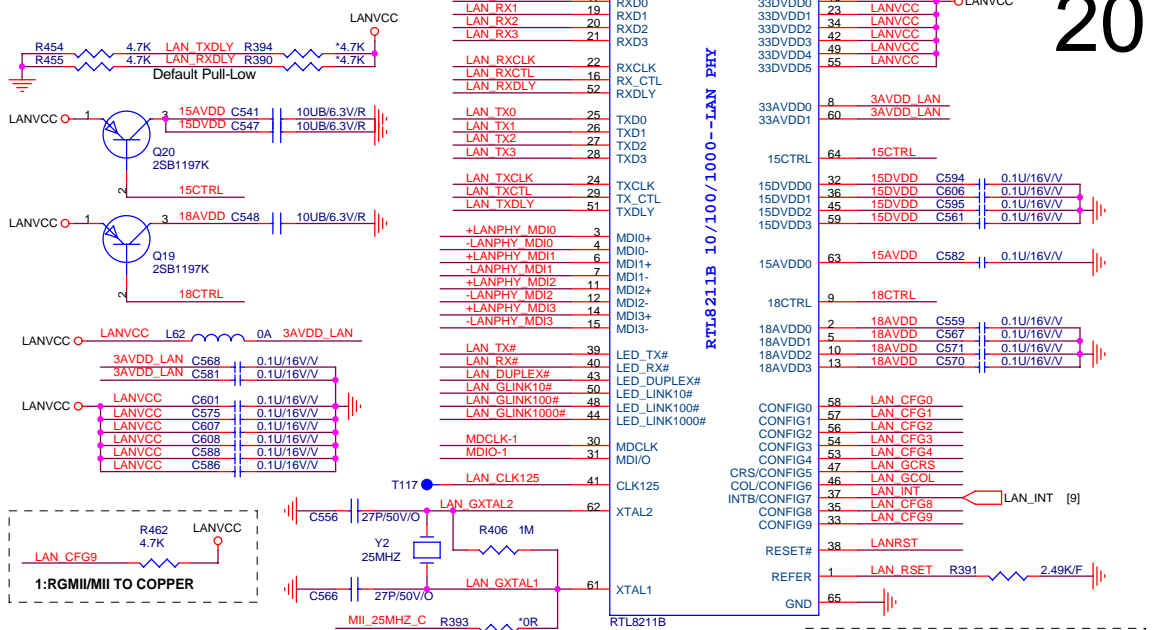 20
LANVCC
R454 4.7K LAN_TXDLY R394 *4.7K
R455 4.7K LAN_RXDLY R390 *4.7K
Default Pull-Low
LANVCC 1 3 15AVDD C541 10UB/6.3V/R
15DVDD C547 10UB/6.3V/R
Q20
2SB1197K
2 15CTRL
LANVCC 1 3 18AVDD C548 10UB/6.3V/R
Q19
2SB1197K
2 18CTRL
LANVCC LANVCC L62 0A 3AVDD_LAN
3AVDD_LAN C568 0.1U/16V/V
3AVDD_LAN C581 0.1U/16V/V
LANVCC LANVCC C601 0.1U/16V/V
LANVCC C575 0.1U/16V/V
LANVCC C607 0.1U/16V/V
LANVCC C608 0.1U/16V/V
LANVCC C588 0.1U/16V/V
LANVCC C586 0.1U/16V/V
R462
4.7K
LANVCC
LAN_CFG9
1:RGMII/MII TO COPPER
RXD0
LAN_RX1 19 RXD1
LAN_RX2 20 RXD2
LAN_RX3 21 RXD3
LAN_RXCLK 22 RXCLK
LAN_RXCTL 16 RX_CTL
LAN_RXDLY 52 RXDLY
LAN_TX0 25 TXD0
LAN_TX1 26 TXD1
LAN_TX2 27 TXD2
LAN_TX3 28 TXD3
LAN_TXCLK 24 TXCLK
LAN_TXCTL 29 TX_CTL
LAN_TXDLY 51 TXDLY
+LANPHY_MDI0 3 MDI0+
-LANPHY_MDI0 4 MDI0-
+LANPHY_MDI1 6 MDI1+
-LANPHY_MDI1 7 MDI1-
+LANPHY_MDI2 11 MDI2+
-LANPHY_MDI2 12 MDI2-
+LANPHY_MDI3 14 MDI3+
-LANPHY_MDI3 15 MDI3-
LAN_TX# 39 LED_TX#
LAN_RX# 40 LED_RX#
LAN_DUPLEX# 43 LED_DUPLEX#
LAN_GLINK10# 50 LED_LINK10#
LAN_GLINK100# 48 LED_LINK100#
LAN_GLINK1000# 44 LED_LINK1000#
MDCLK-1 30 MDCLK
MDIO-1 31 MDI/O
T117 LAN_CLK125 41 CLK125
C556 27P/50V/O LAN_GXTAL2 62 XTAL2
R406 1M
Y2
25MHZ
C566 27P/50V/O LAN_GXTAL1 61 XTAL1
MII_25MHZ_C R393 *0R
RTL8211B 10/100/1000--LAN PHY
RTL8211B
33DVDD0 LANVCC
33DVDD1 23 LANVCC
33DVDD2 34 LANVCC
33DVDD3 42 LANVCC
33DVDD4 49 LANVCC
33DVDD5 55 LANVCC
33AVDD0 8 3AVDD_LAN
33AVDD1 60 3AVDD_LAN
15CTRL 64 15CTRL
15DVDD0 32 15DVDD C594 0.1U/16V/V
15DVDD1 36 15DVDD C606 0.1U/16V/V
15DVDD2 45 15DVDD C595 0.1U/16V/V
15DVDD3 59 15DVDD C561 0.1U/16V/V
15AVDD0 63 15AVDD C582 0.1U/16V/V
18CTRL 9 18CTRL
18AVDD0 2 18AVDD C559 0.1U/16V/V
18AVDD1 5 18AVDD C567 0.1U/16V/V
18AVDD2 10 18AVDD C571 0.1U/16V/V
18AVDD3 13 18AVDD C570 0.1U/16V/V
CONFIG0 58 LAN_CFG0
CONFIG1 57 LAN_CFG1
CONFIG2 56 LAN_CFG2
CONFIG3 54 LAN_CFG3
CONFIG4 53 LAN_CFG4
CRS/CONFIG5 47 LAN_GCRS
COL/CONFIG6 46 LAN_GCOL
INTB/CONFIG7 37 LAN_INT LAN_INT [9]
CONFIG8 35 LAN_CFG8
CONFIG9 33 LAN_CFG9
RESET# 38 LANRST
REFER 1 LAN_RSET R391 2.49K/F
GND 65